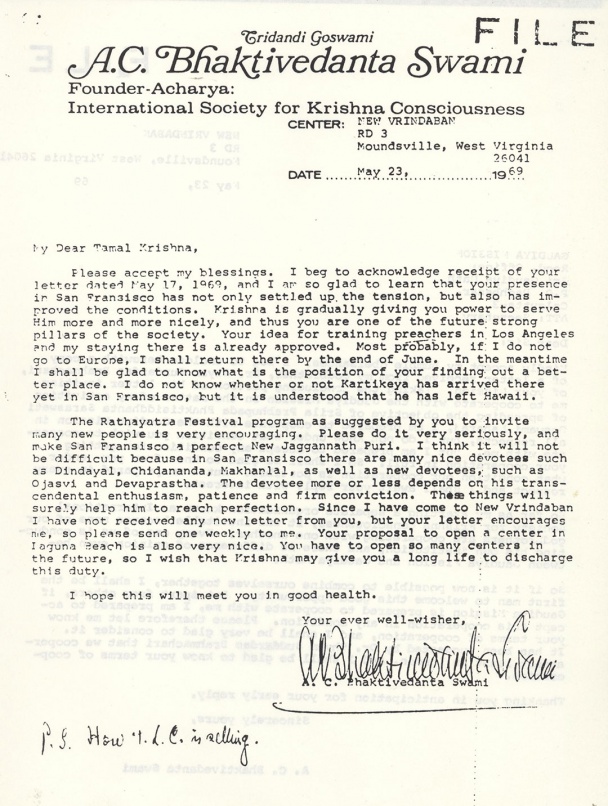 FILE
Tridandi Goswami
A.C. Bhaktivedanta Swami
Founder-Acharya:
International Society for Krishna Consciousness
CENTER: NEW VRINDABAN
RD 3
Moundsville, West Virginia
26041
DATE ......May 23,......................1969
My Dear Tamal Krishna,
Please accept my blessings. I beg to acknowledge receipt of your
letter dated May 17, 1969, and I am so glad to learn that your presence
in San Fransisco has not only settled up the tension, but also has im-
proved the conditions. Krishna is gradually giving you power to serve
Him more and more nicely, and thus you are one of the future strong
pillars of the society. Your idea for training preachers in Los Angeles
and my staying there is already approved. Most probably, if I do not
go to Europe, I shall return there by the end of June. In the meantime
I shall be glad to know what is the position of your finding out a bet-
ter place. I do not know whether or not Kartikeya has arrived there
yet in San Fransisco, but it is understood that he has left Hawaii.
The Rathayatra Festival program as suggested by you to invite
many new people is very encouraging. Please do it very seriously, and
make San Fransisco a perfect New Jaggannath Puri. I think it will not
be difficult because in San Fransisco there are many nice devotees such
as Dindayal, Chidananda, Makhanlal, as well as new devotees, such as
Ojasvi and Devaprastha. The devotee more or less depends on his trans-
cendental enthusiasm, patience and firm conviction. These things will
surely help him to reach perfection. Since I have come to New Vrindaban
I have not received any new letter from you, but your letter encourages
me, so please send one weekly to me. Your proposal to open a center in
Laguna Beach is also very nice. You have to open so many centers in
the future, so I wish that Krishna may give you a long life to discharge
this duty.
I hope this will meet you in good health.
Your ever well-wisher,
A. C. Bhaktivedanta Swami
P.S. How T.L.C. is selling.